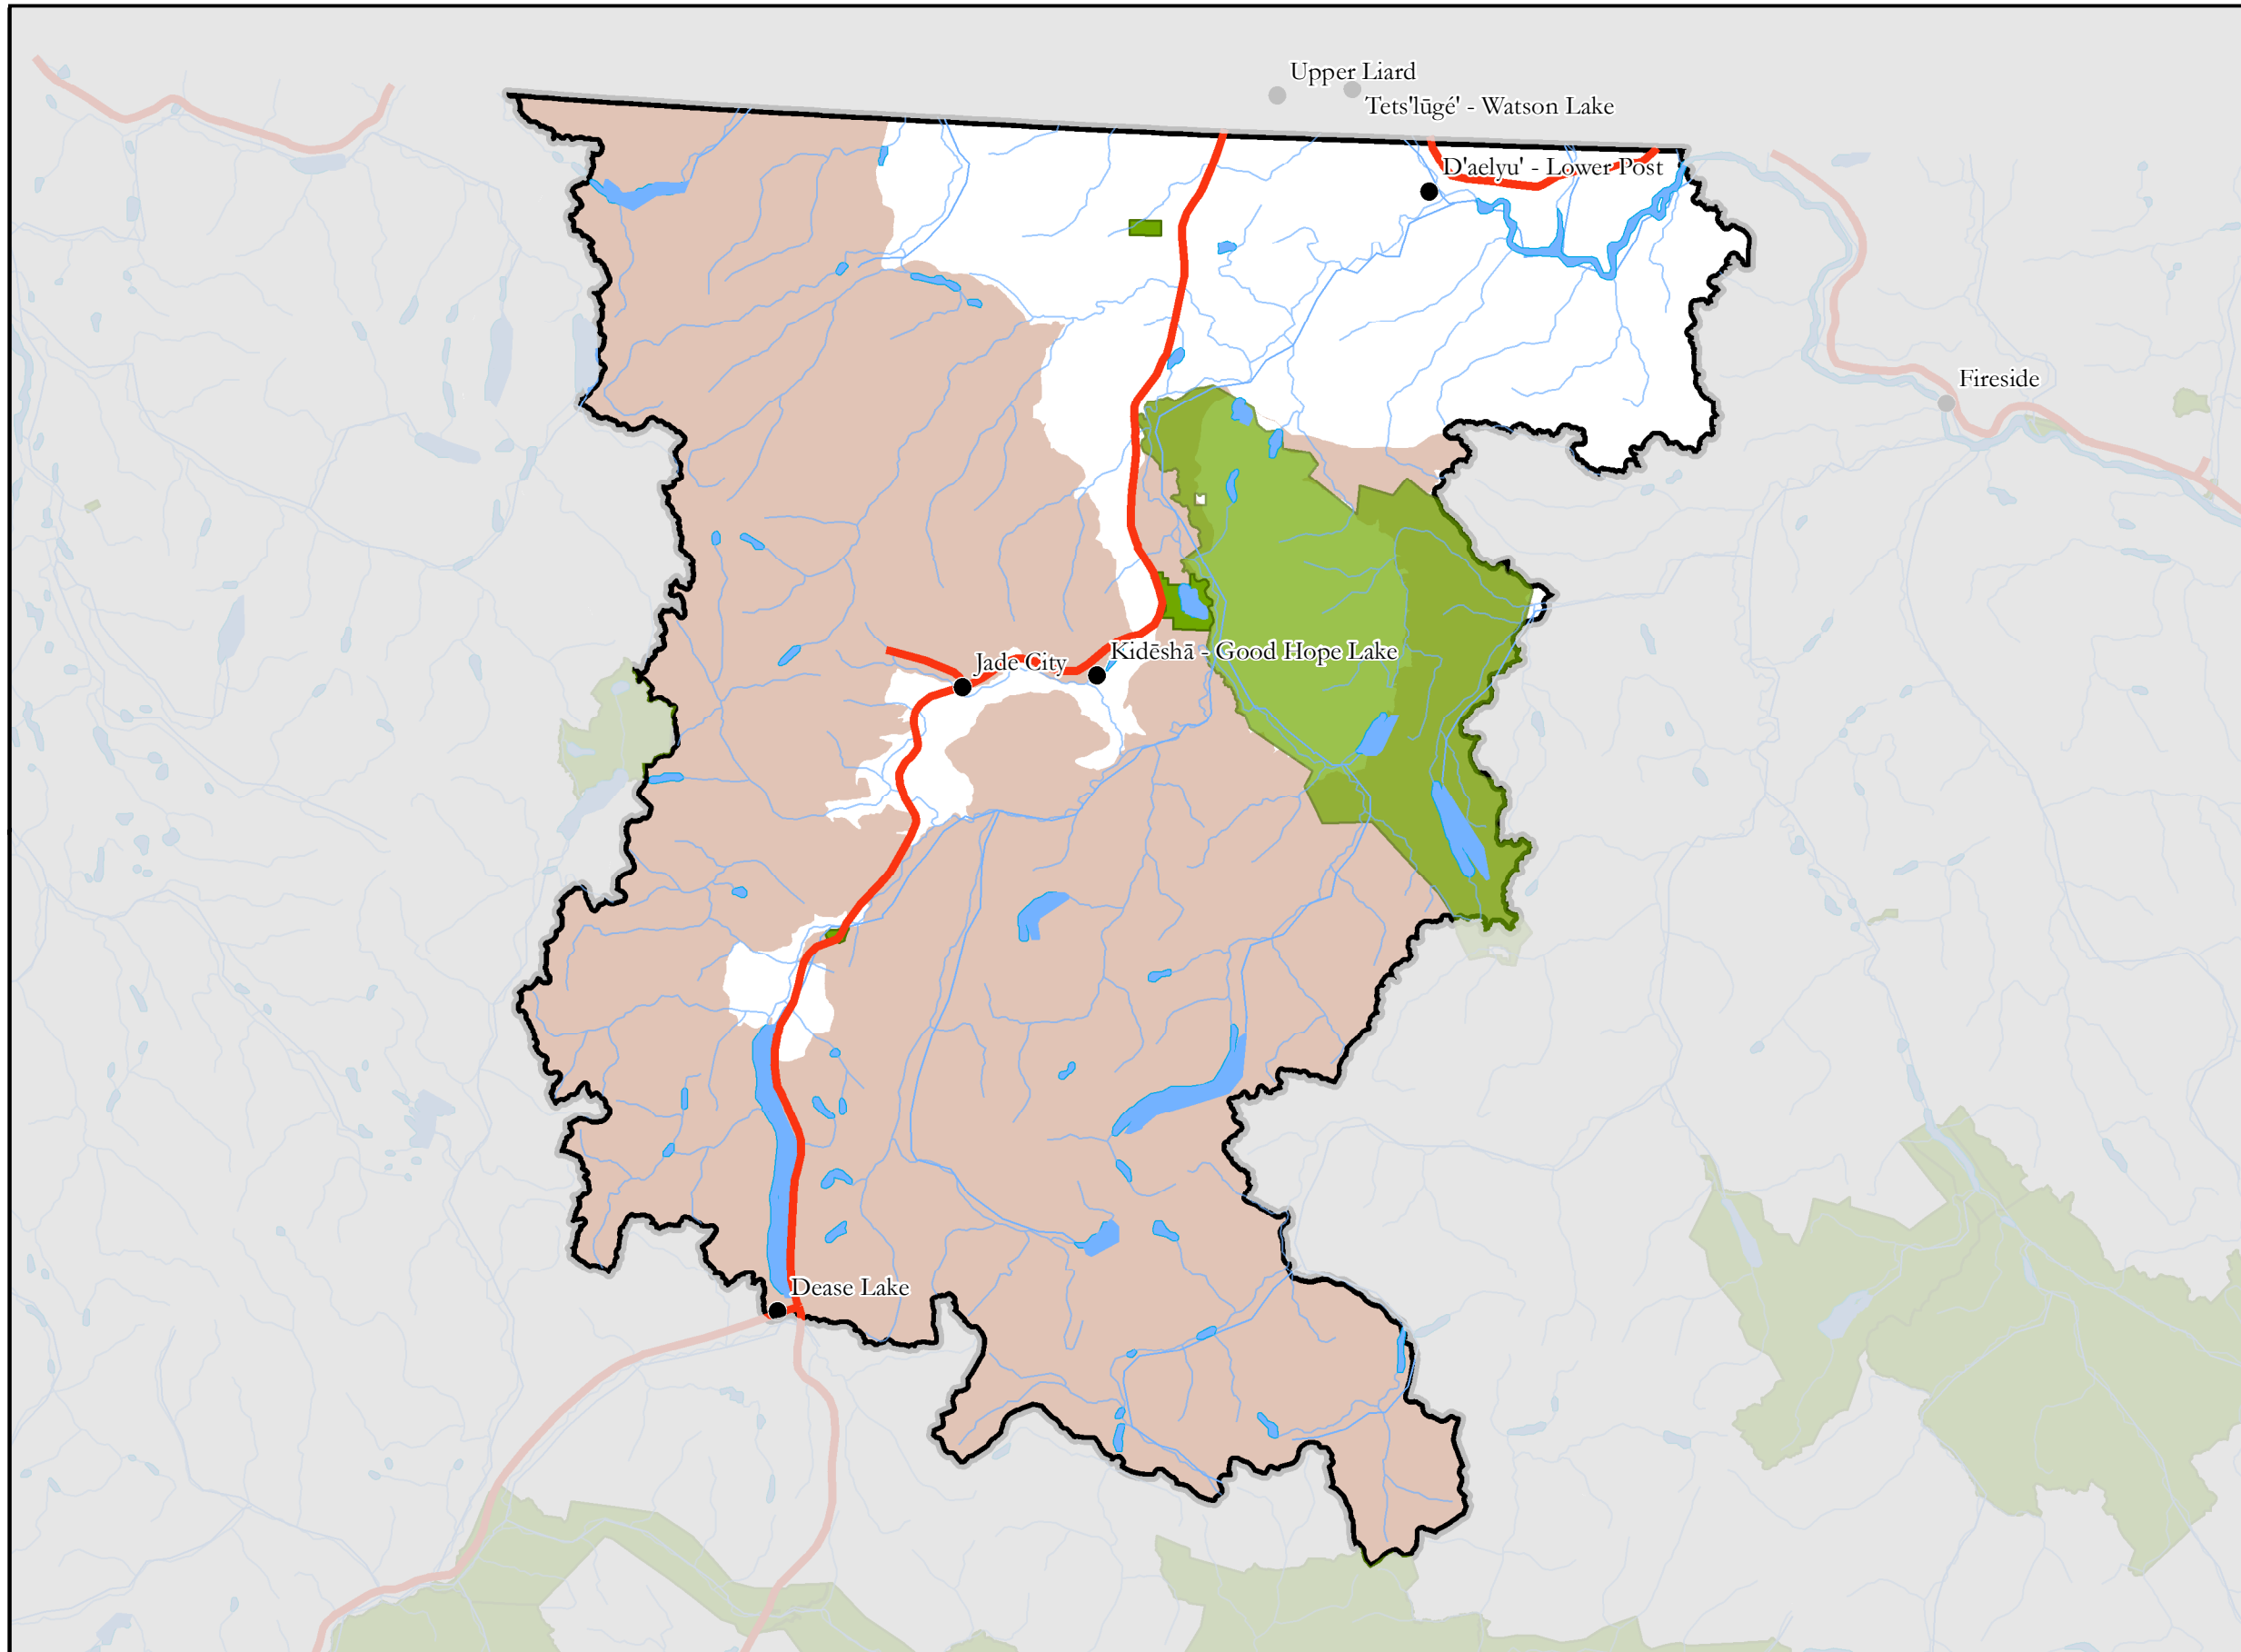 Upper Liard
Tets'lūgé' - Watson Lake
D'aelyu' - Lower Post
Fireside
Kidēshā - Good Hope Lake
Jade City
Dease Lake